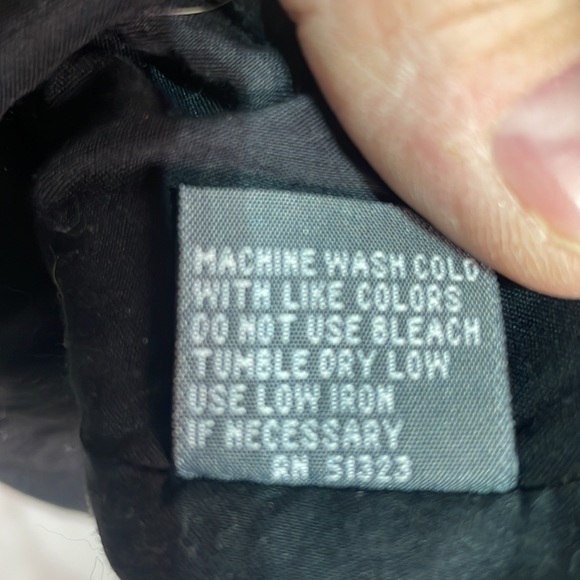 MACHINE WASH COLD
WITH LIKE COLORS
DO NOT USE BLEACH
TUMBLE DRY LOW
USE LOW IRON
IF NECESSARY
RN 51323